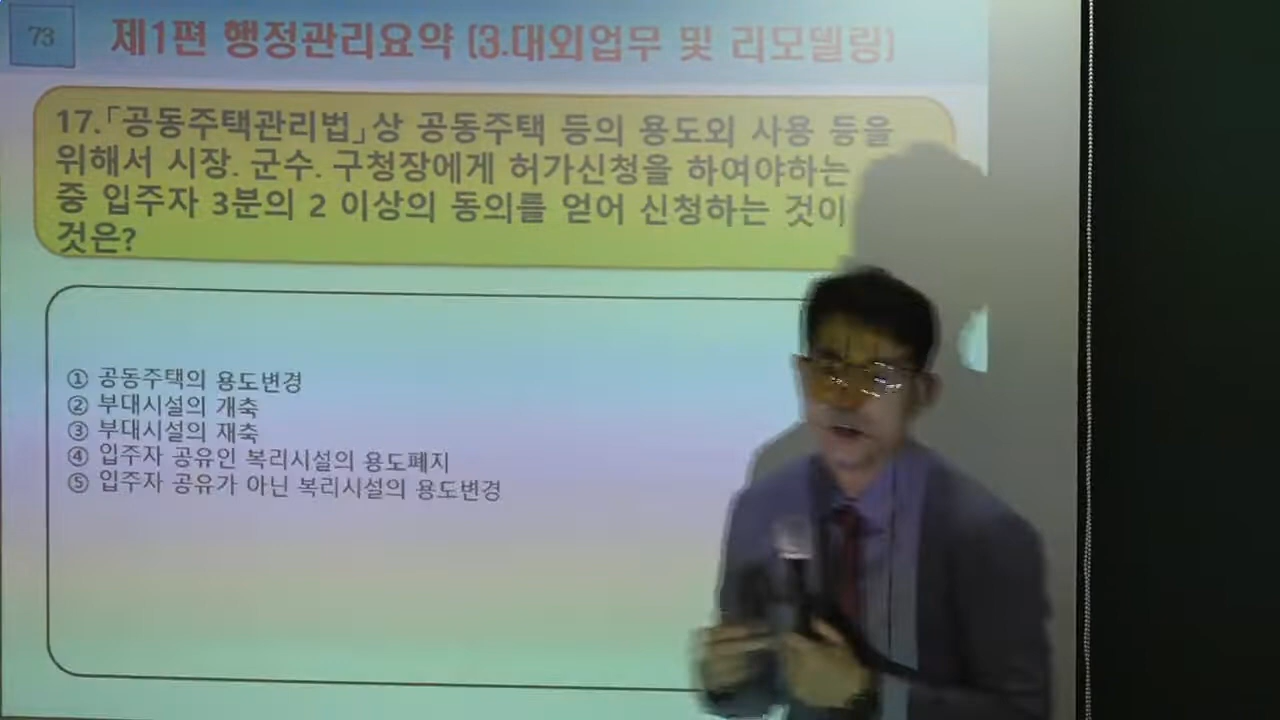 73
제1편 행정관리요약 (3.대외업무 및 리모델링)
17.「공동주택관리법」상 공동주택 등의 용도외 사용 등을
위해서 시장. 군수. 구청장에게 허가신청을 하여야하는
중 입주자 3분의 2 이상의 동의를 얻어 신청하는 것이
것은?
① 공동주택의 용도변경
② 부대시설의 개축
③ 부대시설의 재축
④ 입주자 공유인 복리시설의 용도폐지
⑤ 입주자 공유가 아닌 복리시설의 용도변경